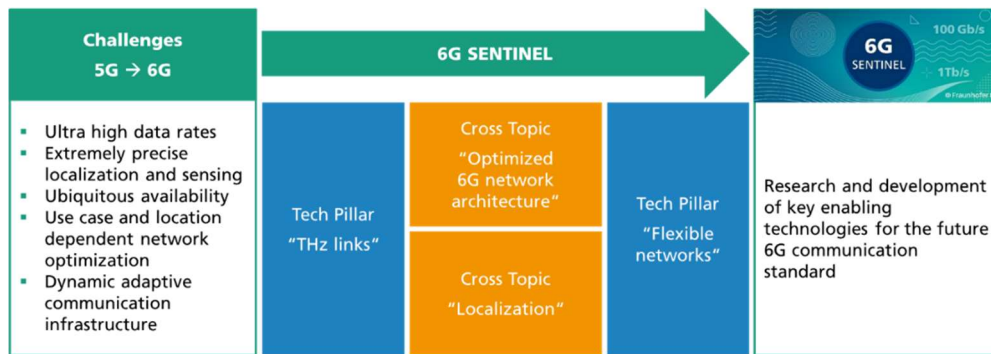 Challenges
5G → 6G
▪ Ultra high data rates
▪ Extremely precise
localization and sensing
▪ Ubiquitous availability
▪ Use case and location
dependent network
optimization
▪ Dynamic adaptive
communication
infrastructure
6G SENTINEL
Tech Pillar
"THz links"
Cross Topic
"Optimized
6G network
architecture"
Cross Topic
"Localization"
Tech Pillar
"Flexible
networks"
6G
SENTINEL
100 Gb/s
1Tb/s
Research and development
of key enabling
technologies for the future
6G communication
standard